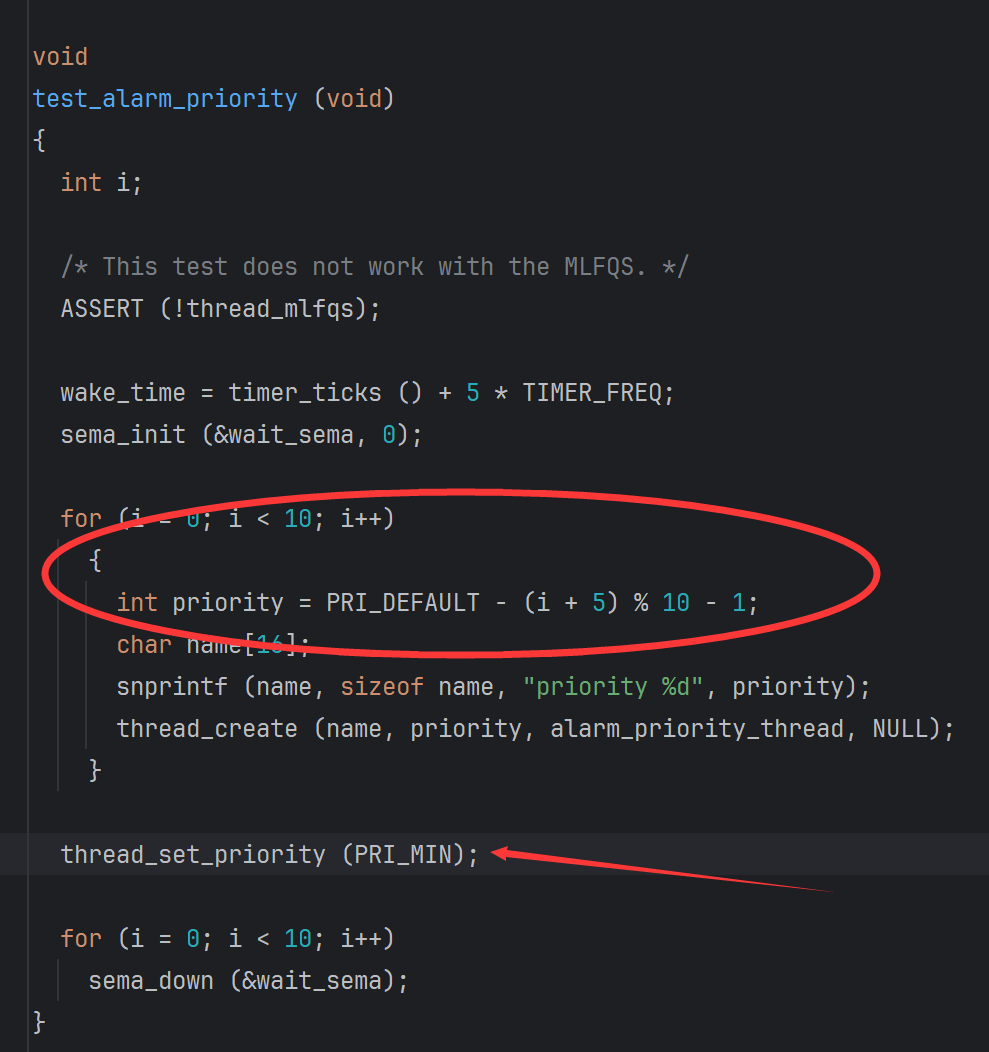 void
test_alarm_priority (void)
{
int i;
/* This test does not work with the MLFQS. */
ASSERT (!thread_mlfqs);
wake_time = timer_ticks () + 5 * TIMER_FREQ;
sema_init (&wait_sema, 0);
for (i = 0; i < 10; i++)
{
int priority = PRI_DEFAULT - (i + 5) % 10 - 1;
char name[16];
snprintf (name, sizeof name, "priority %d", priority);
thread_create (name, priority, alarm_priority_thread, NULL);
}
thread_set_priority (PRI_MIN);
for (i = 0; i < 10; i++)
sema_down (&wait_sema);
}